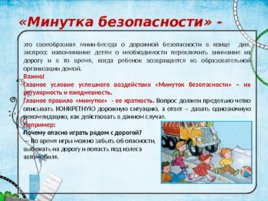 «Минутка безопасности» -
это своеобразная мини-беседа о дорожной безопасности в конце дня,
экспресс напоминание детям о необходимости переключить внимание на
дорогу и в то время, когда ребенок возвращается из образовательной
организации домой.
Важно!
Главное условие успешного воздействия «Минуток безопасности» – их
регулярность и ежедневность.
Главное правило «минутки» - ее краткость. Вопрос должен предельно четко
описывать КОНКРЕТНУЮ дорожную ситуацию, а ответ – давать однозначную
рекомендацию, как действовать в данном случае.
Например:
Почему опасно играть рядом с дорогой?
– Во время игры можно забыть об опасности,
выбежать на дорогу и попасть под колеса
автомобиля.